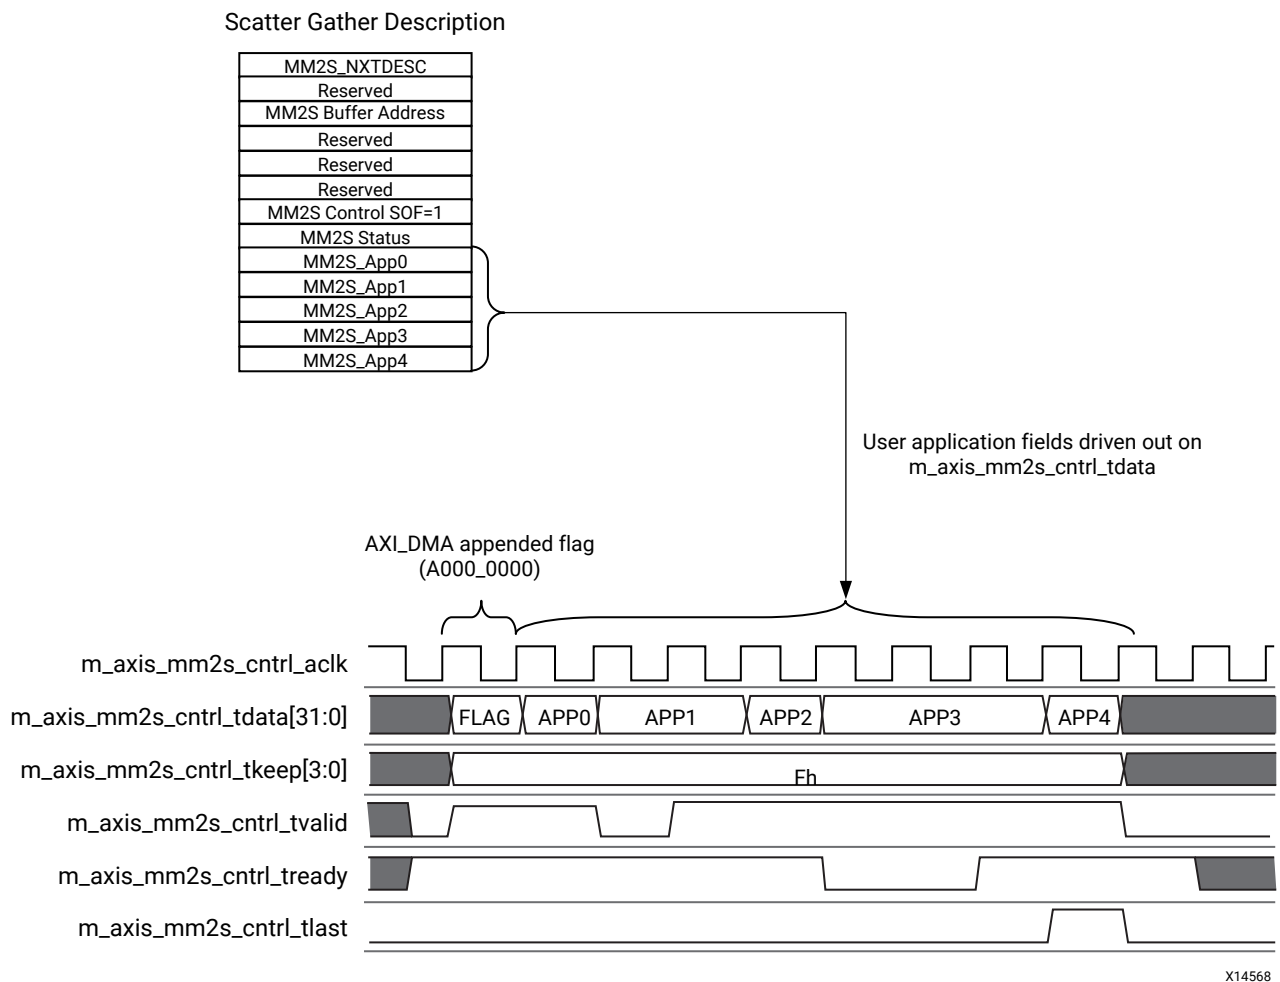 Scatter Gather Description
MM2S_NXTDESC
Reserved
MM2S Buffer Address
Reserved
Reserved
Reserved
MM2S Control SOF=1
MM2S Status
MM2S_App0
MM2S_App1
MM2S_App2
MM2S_App3
MM2S_App4
User application fields driven out on
m_axis_mm2s_cntrl_tdata
AXI_DMA appended flag
(A000_0000)
m_axis_mm2s_cntrl_aclk
m_axis_mm2s_cntrl_tdata[31:0] FLAG APP0 APP1 APP2 APP3 APP4
m_axis_mm2s_cntrl_tkeep[3:0] Fh
m_axis_mm2s_cntrl_tvalid
m_axis_mm2s_cntrl_tready
m_axis_mm2s_cntrl_tlast
X14568